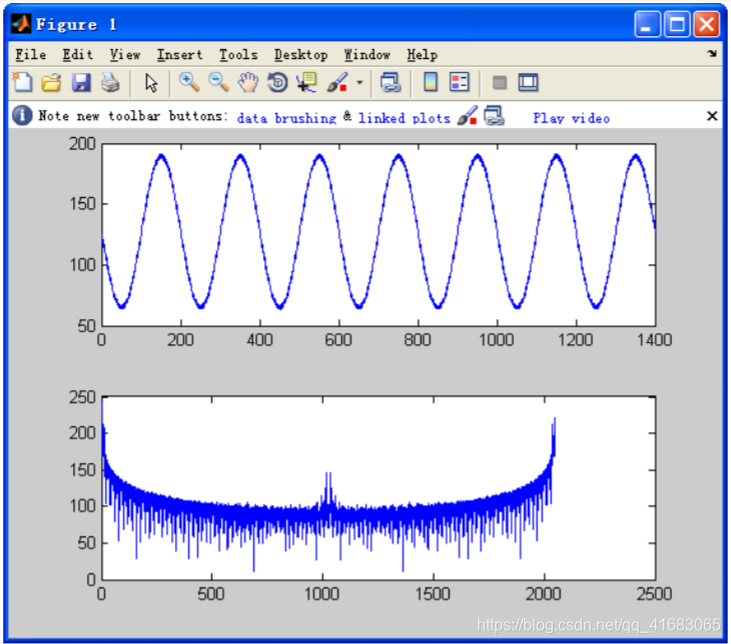 Figure 1
File Edit View Insert Tools Desktop Window Help
Note new toolbar buttons: data brushing & linked plots Play video
200
150
100
50
0 200 400 600 800 1000 1200 1400
250
200
150
100
50
0
0 500 1000 1500 2000 2500
https://blog.csdn.net/qq_41683065